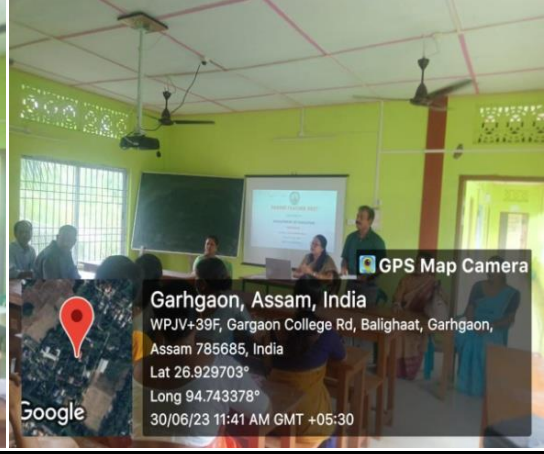 GPS Map Camera
Garhgaon, Assam, India
WPJV+39F, Gargaon College Rd, Balighaat, Garhgaon,
Assam 785685, India
Lat 26.929703°
Long 94.743378°
30/06/23 11:41 AM GMT +05:30
Google